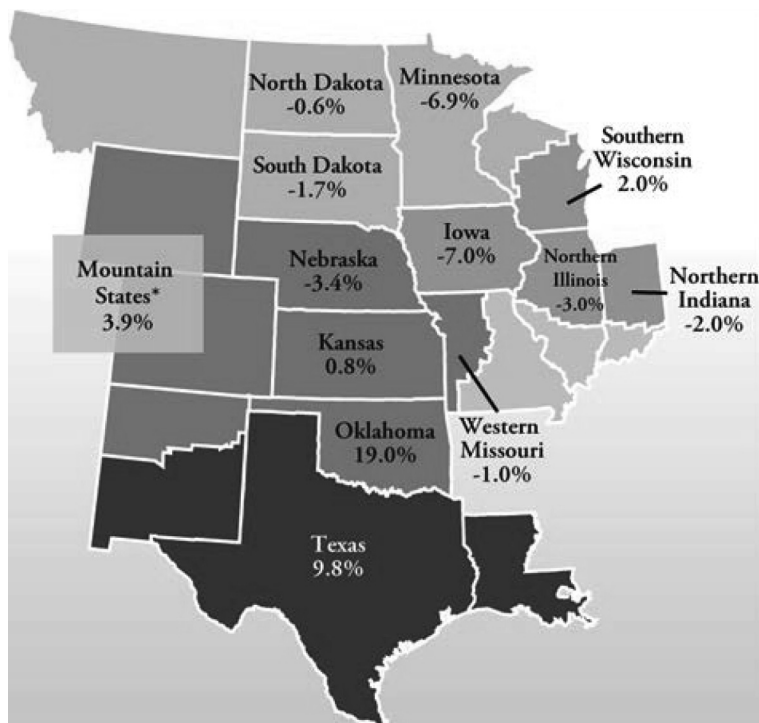 North Dakota
-0.6%
Minnesota
-6.9%
Southern
Wisconsin
2.0%
South Dakota
-1.7%
Iowa
-7.0%
Nebraska
-3.4%
Mountain
States*
3.9%
Northern
Illinois
-3.0%
Northern
Indiana
-2.0%
Kansas
0.8%
Western
Missouri
-1.0%
Oklahoma
19.0%
Texas
9.8%